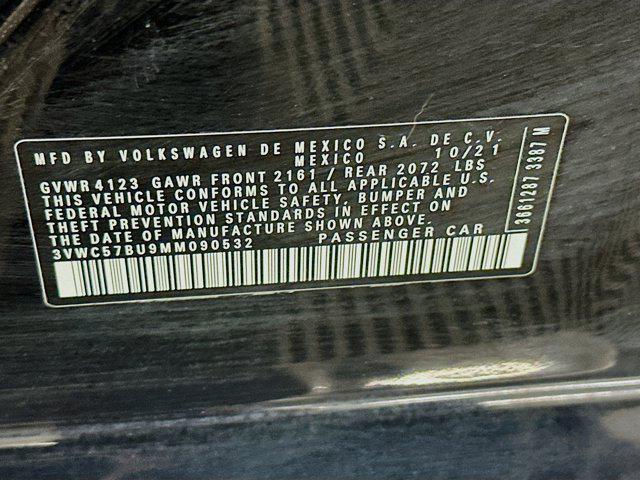 MFD BY VOLKSWAGEN DE MEXICO S.A. DE C.V.
MEXICO 10/21
GVWR4123 GAWR FRONT 2161 / REAR 2072 LBS
THIS VEHICLE CONFORMS TO ALL APPLICABLE U.S.
FEDERAL MOTOR VEHICLE SAFETY, BUMPER AND
THEFT PREVENTION STANDARDS IN EFFECT ON
THE DATE OF MANUFACTURE SHOWN ABOVE.
3VWC57BU9MM090532 PASSENGER CAR
3661287 3387 M